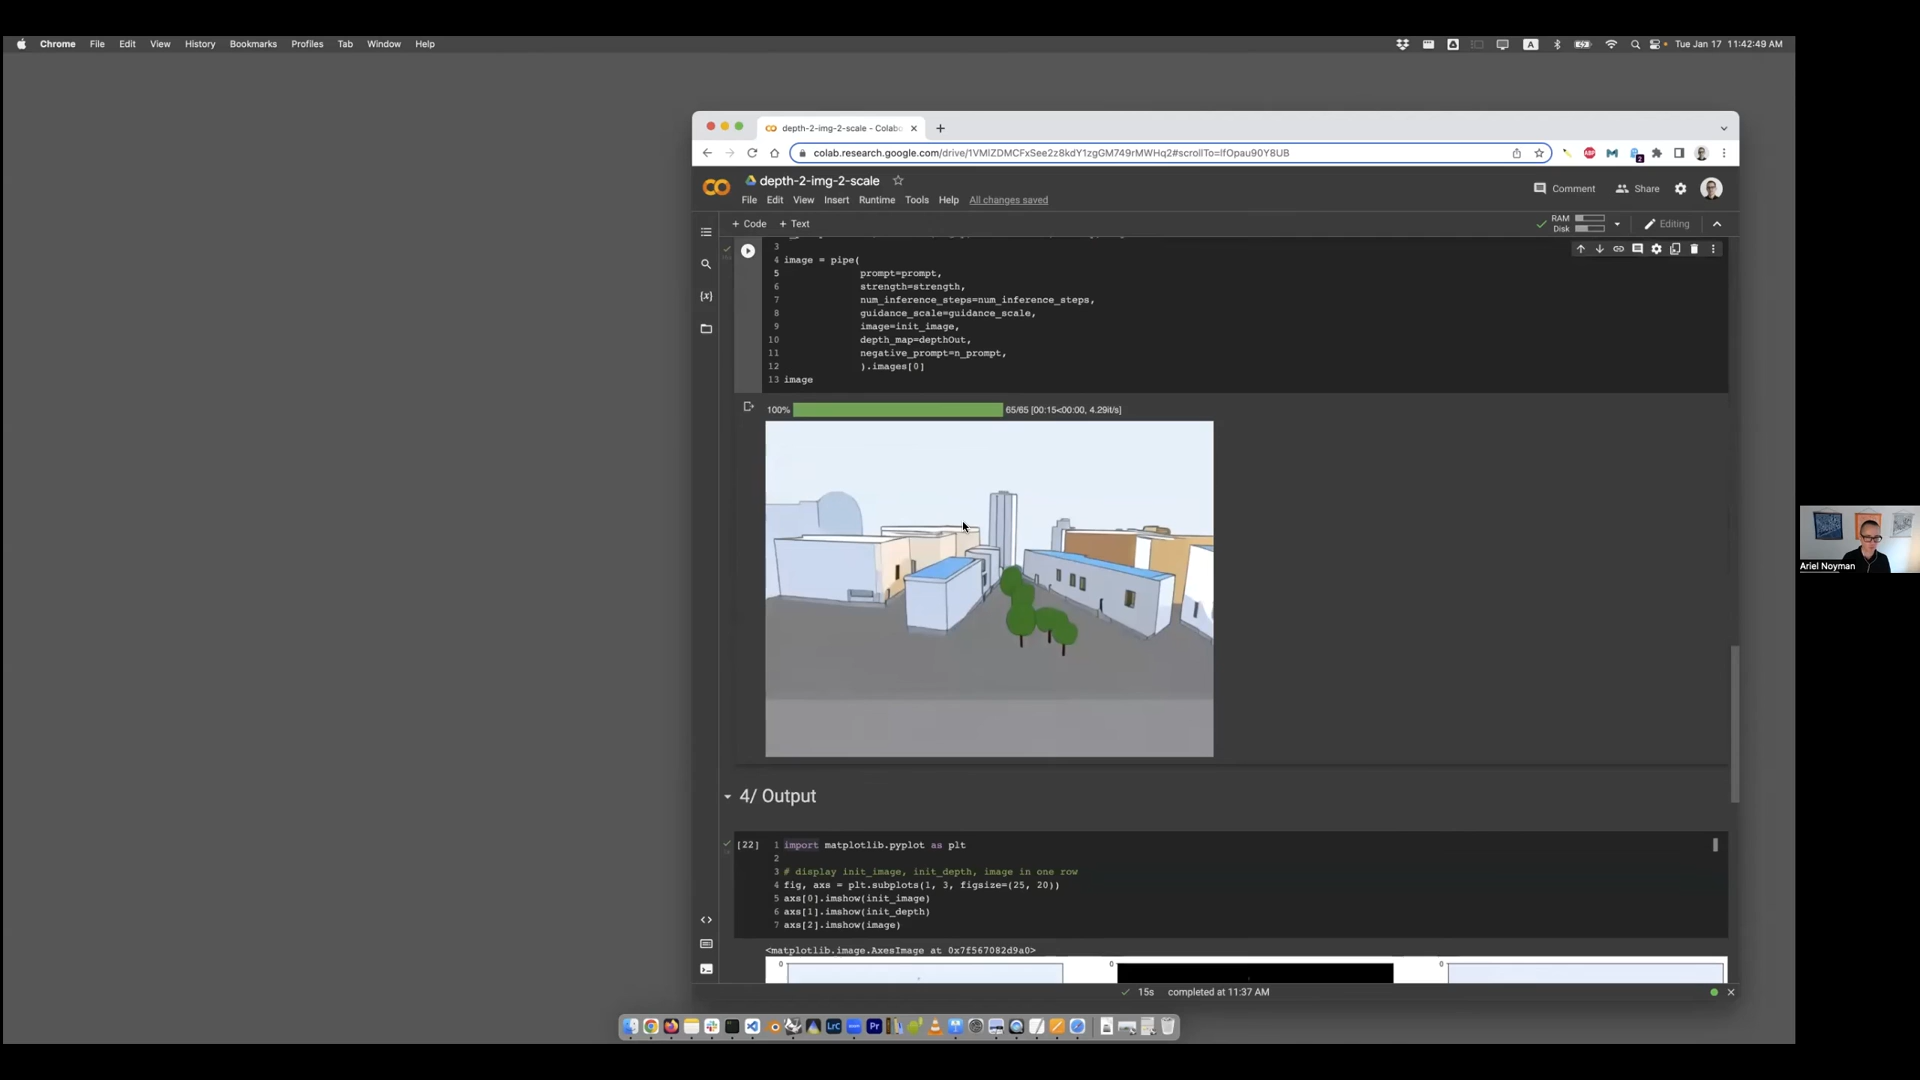 Chrome File Edit View History Bookmarks Profiles Tab Window Help
A Tue Jan 17 11:42:49 AM
depth-2-img-2-scale - Colabo
colab.research.google.com/drive/1VMlZDMCFxSee2z8kdY1zgGM749rMWHq2#scrollTo=lfOpau90Y8UB
depth-2-img-2-scale
Comment Share
File Edit View Insert Runtime Tools Help All changes saved
+ Code + Text
RAM
Disk
Editing
3
4 image = pipe(
5 prompt=prompt,
6 strength=strength,
7 num_inference_steps=num_inference_steps,
8 guidance_scale=guidance_scale,
9 image=init_image,
10 depth_map=depthOut,
11 negative_prompt=n_prompt,
12 ).images[0]
13 image
100% 65/65 [00:15<00:00, 4.29it/s]
Ariel Noyman
4/ Output
[22] 1 import matplotlib.pyplot as plt
2
3 # display init_image, init_depth, image in one row
4 fig, axs = plt.subplots(1, 3, figsize=(25, 20))
5 axs[0].imshow(init_image)
6 axs[1].imshow(init_depth)
7 axs[2].imshow(image)
<matplotlib.image.AxesImage at 0x7f567082d9a0>
0 0 0
15s completed at 11:37 AM
LrC Pr